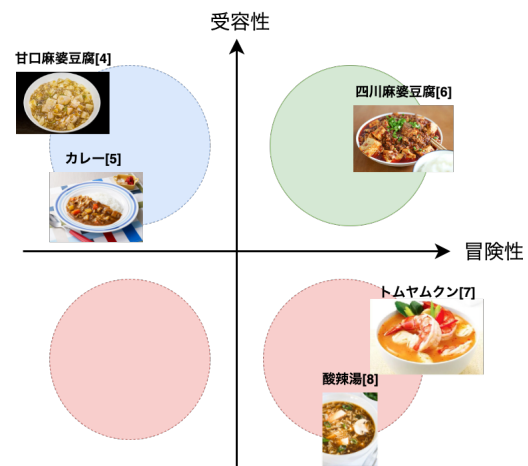 受容性
甘口麻婆豆腐[4]
四川麻婆豆腐[6]
カレー[5]
冒険性
トムヤムクン[7]
酸辣湯[8]